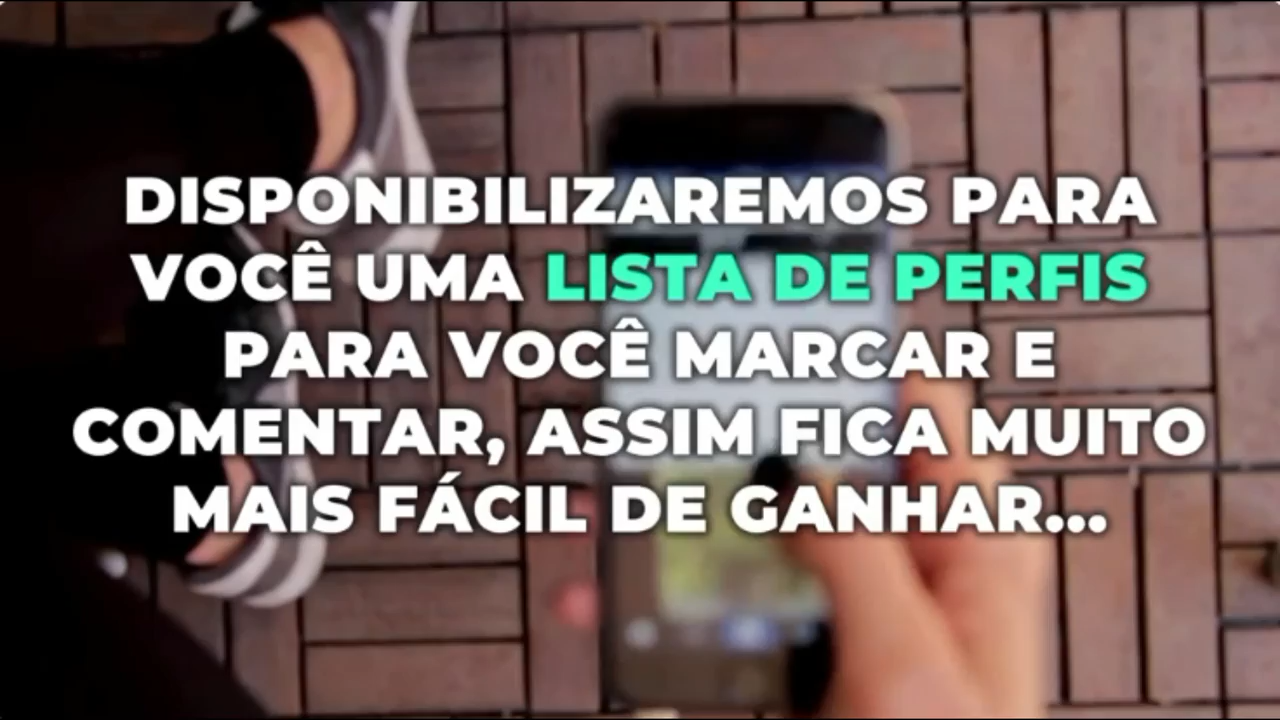 DISPONIBILIZAREMOS PARA
VOCÊ UMA LISTA DE PERFIS
PARA VOCÊ MARCAR E
COMENTAR, ASSIM FICA MUITO
MAIS FÁCIL DE GANHAR...